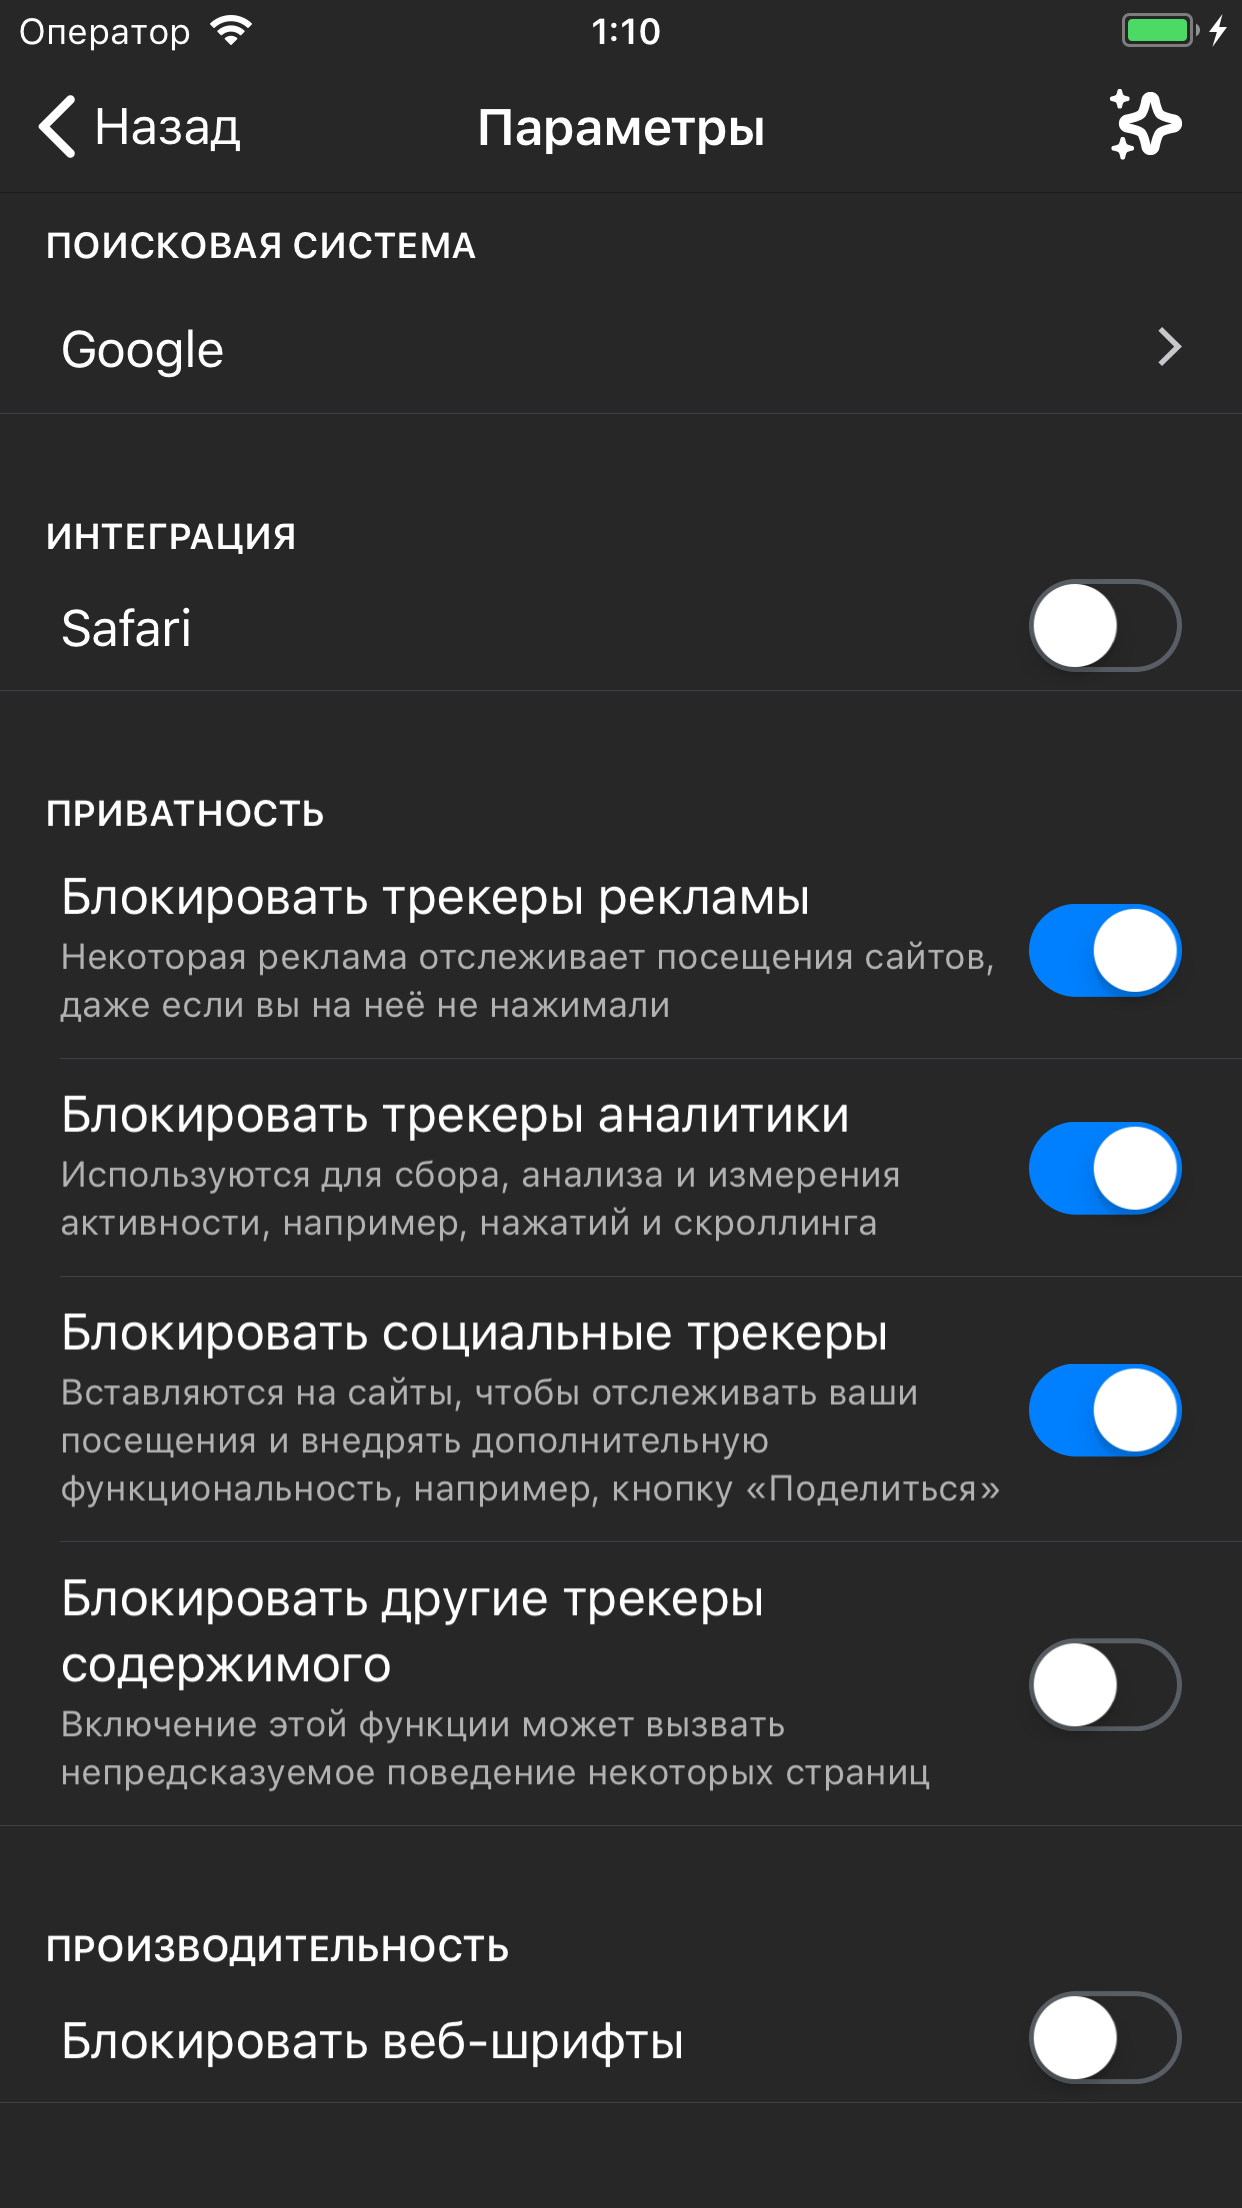 Оператор
1:10
Назад
Параметры
ПОИСКОВАЯ СИСТЕМА
Google
ИНТЕГРАЦИЯ
Safari
ПРИВАТНОСТЬ
Блокировать трекеры рекламы
Некоторая реклама отслеживает посещения сайтов,
даже если вы на неё не нажимали
Блокировать трекеры аналитики
Используются для сбора, анализа и измерения
активности, например, нажатий и скроллинга
Блокировать социальные трекеры
Вставляются на сайты, чтобы отслеживать ваши
посещения и внедрять дополнительную
функциональность, например, кнопку «Поделиться»
Блокировать другие трекеры
содержимого
Включение этой функции может вызвать
непредсказуемое поведение некоторых страниц
ПРОИЗВОДИТЕЛЬНОСТЬ
Блокировать веб-шрифты